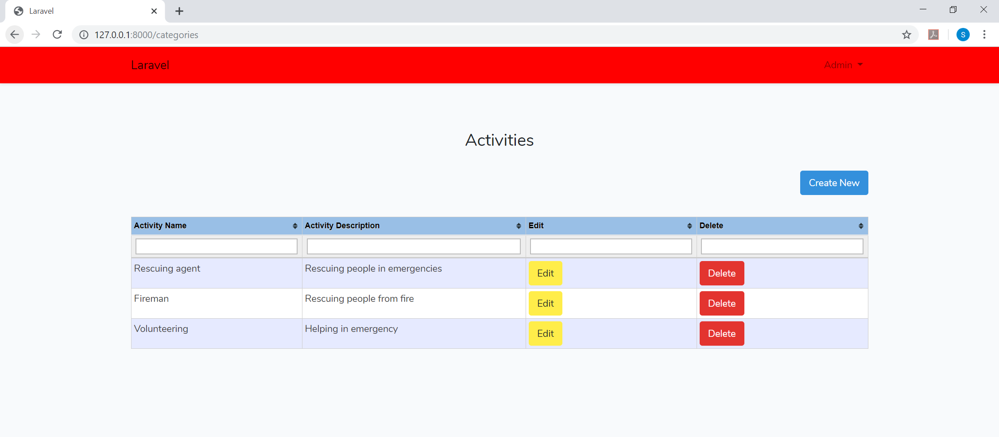 Laravel
127.0.0.1:8000/categories
S
Laravel
Admin
Activities
Create New
Activity Name Activity Description Edit Delete
Rescuing agent Rescuing people in emergencies Edit Delete
Fireman Rescuing people from fire Edit Delete
Volunteering Helping in emergency Edit Delete